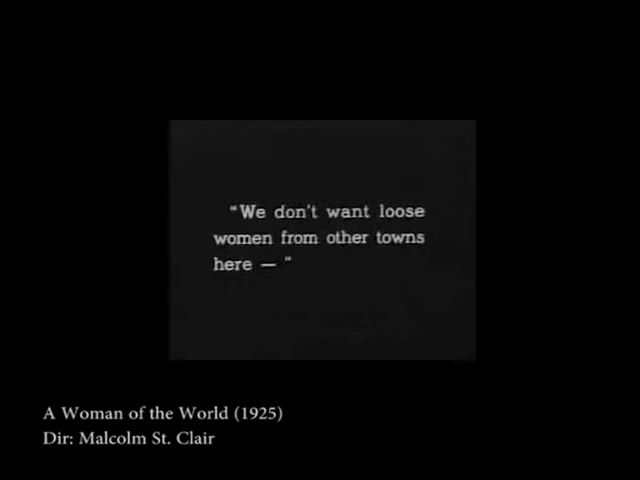 "We don't want loose
women from other towns
here — "
A Woman of the World (1925)
Dir: Malcolm St. Clair